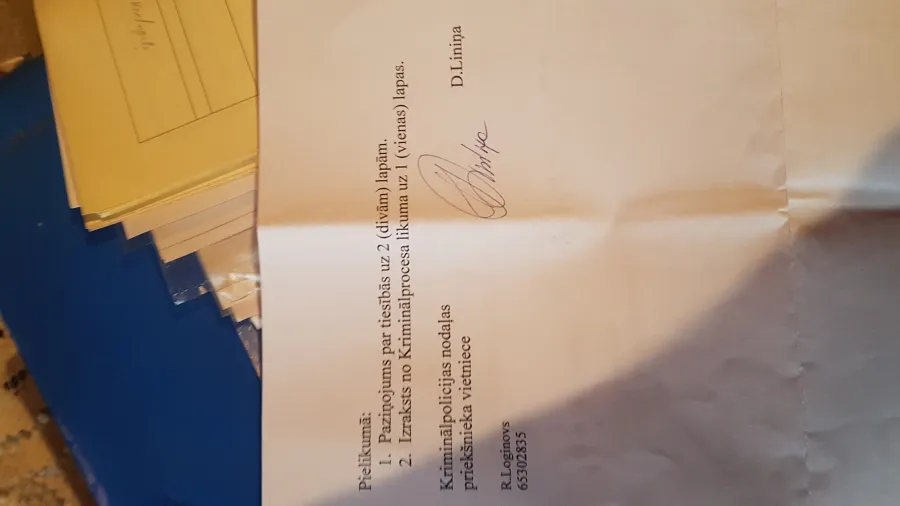 Pielikumā:
1. Paziņojums par tiesībās uz 2 (divām) lapām.
2. Izraksts no Kriminālprocesa likuma uz 1 (vienas) lapas.
Kriminālpolicijas nodaļas
priekšnieka vietniece D.Liniņa
R.Loginovs
65302835